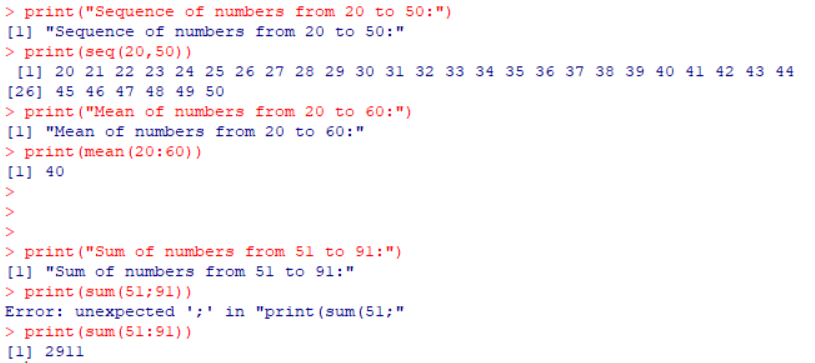 > print("Sequence of numbers from 20 to 50:")
[1] "Sequence of numbers from 20 to 50:"
> print(seq(20,50))
 [1] 20 21 22 23 24 25 26 27 28 29 30 31 32 33 34 35 36 37 38 39 40 41 42 43 44
[26] 45 46 47 48 49 50
> print("Mean of numbers from 20 to 60:")
[1] "Mean of numbers from 20 to 60:"
> print(mean(20:60))
[1] 40
>
>
>
> print("Sum of numbers from 51 to 91:")
[1] "Sum of numbers from 51 to 91:"
> print(sum(51;91))
Error: unexpected ';' in "print(sum(51;"
> print(sum(51:91))
[1] 2911